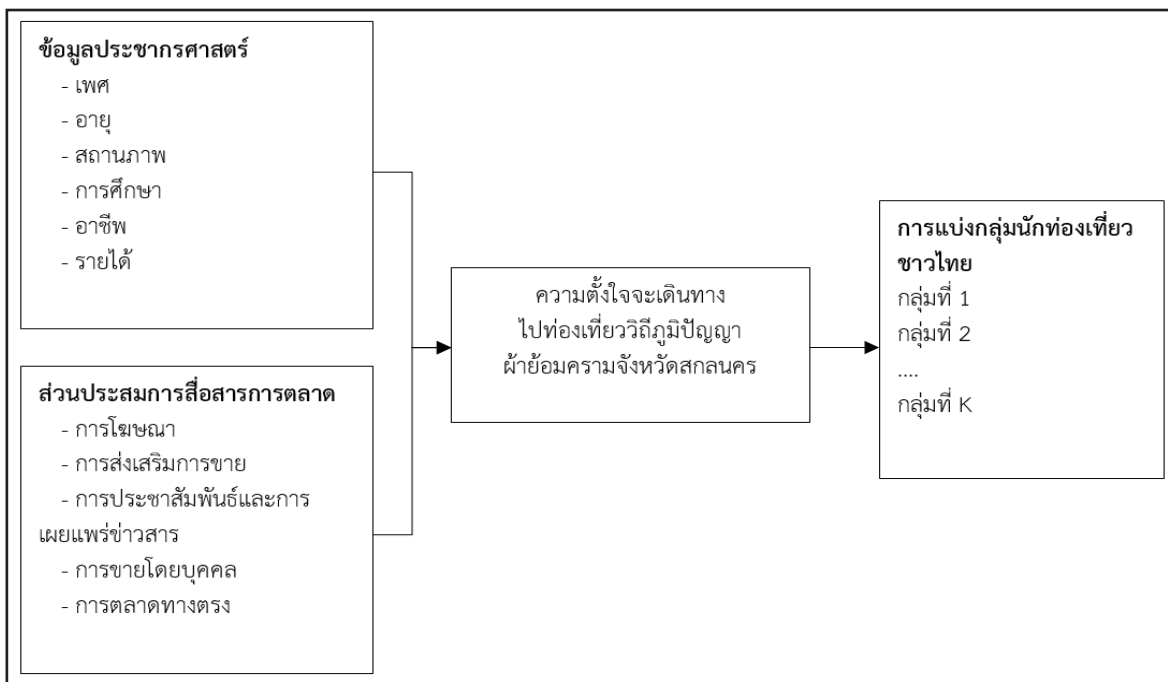 ข้อมูลประชากรศาสตร์
- เพศ
- อายุ
- สถานภาพ
- การศึกษา
- อาชีพ
- รายได้
ส่วนประสมการสื่อสารการตลาด
- การโฆษณา
- การส่งเสริมการขาย
- การประชาสัมพันธ์และการ
เผยแพร่ข่าวสาร
- การขายโดยบุคคล
- การตลาดทางตรง
ความตั้งใจจะเดินทาง
ไปท่องเที่ยววิถีภูมิปัญญา
ผ้าย้อมครามจังหวัดสกลนคร
การแบ่งกลุ่มนักท่องเที่ยว
ชาวไทย
กลุ่มที่ 1
กลุ่มที่ 2
....
กลุ่มที่ K